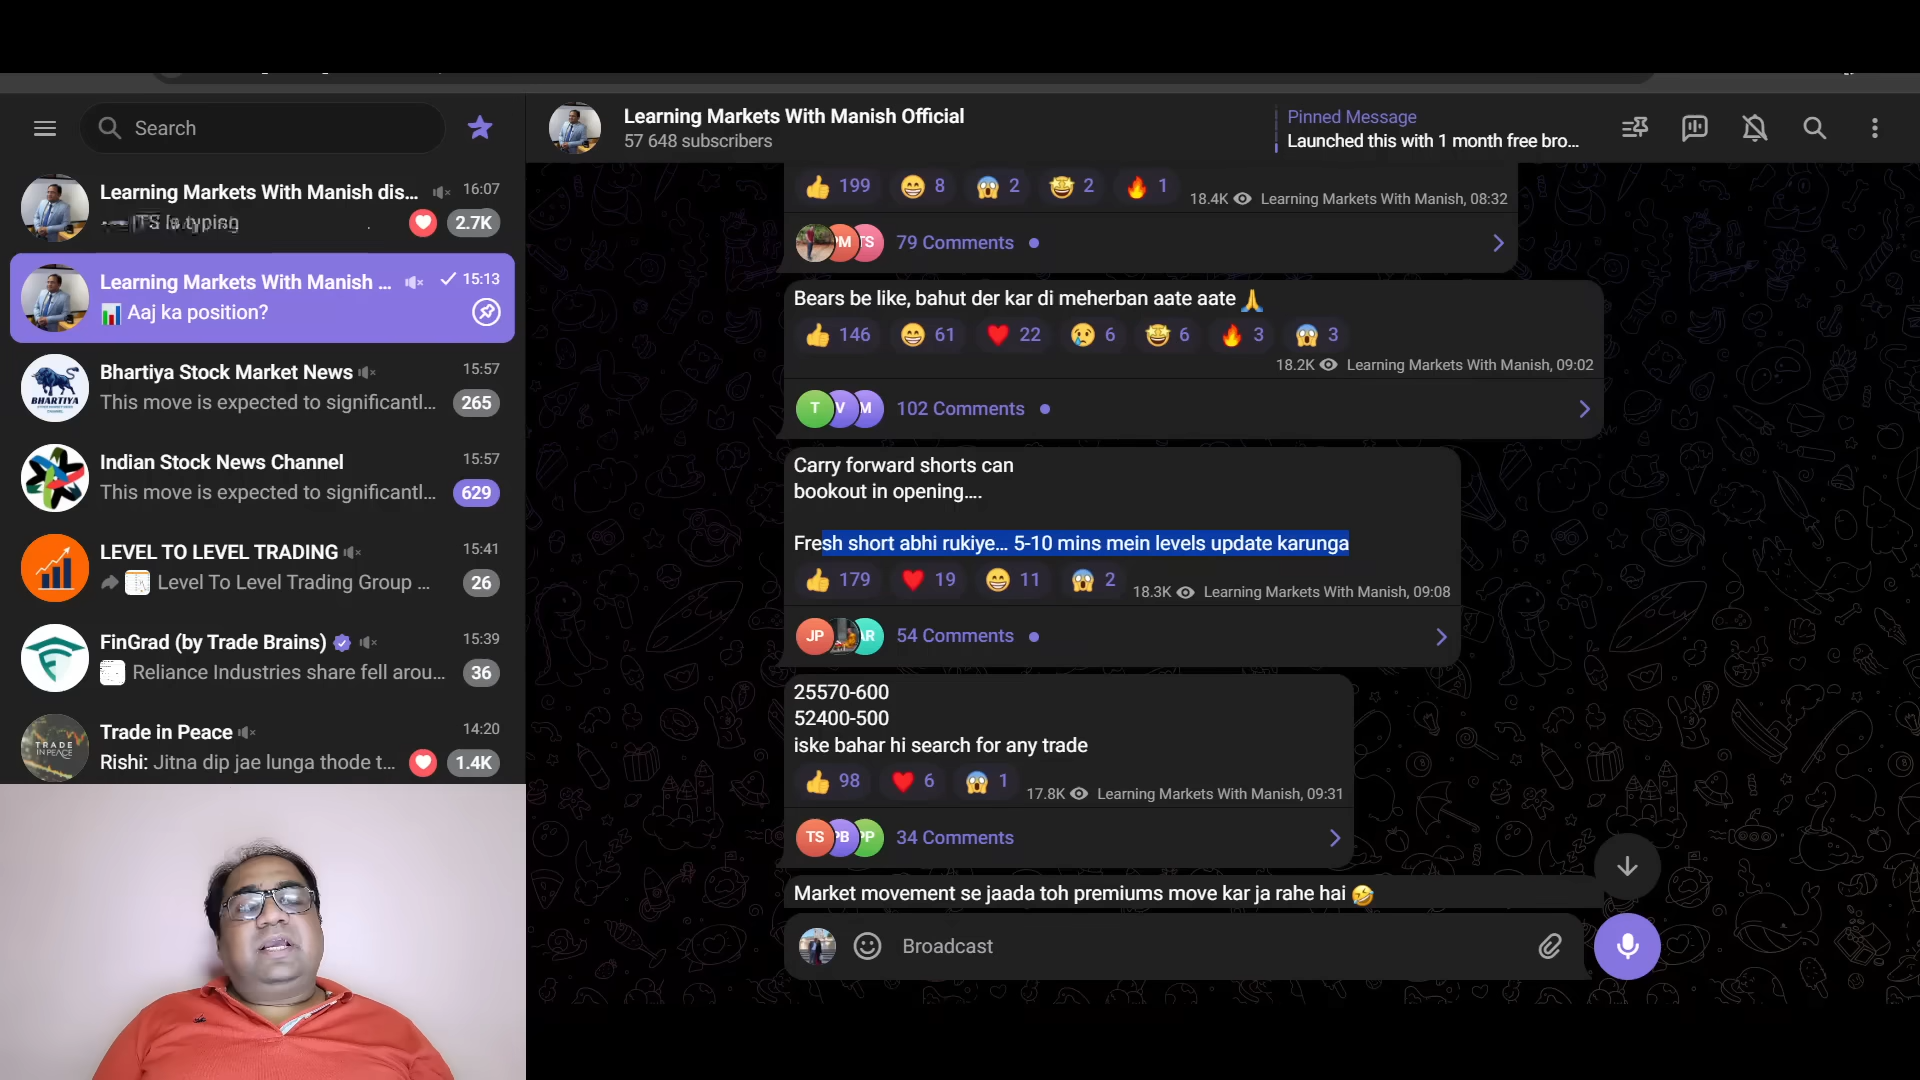 Search
Learning Markets With Manish dis... 16:07
2.7K
Learning Markets With Manish ... 15:13
📊 Aaj ka position?
Bhartiya Stock Market News 15:57
This move is expected to significantl... 265
BHARTIYA
Indian Stock News Channel 15:57
This move is expected to significantl... 629
LEVEL TO LEVEL TRADING 15:41
Level To Level Trading Group ... 26
FinGrad (by Trade Brains) 15:39
Reliance Industries share fell arou... 36
Trade in Peace 14:20
Rishi: Jitna dip jae lunga thode t... 1.4K
TRADE
IN PEACE
Learning Markets With Manish Official
57 648 subscribers
Pinned Message
Launched this with 1 month free bro...
👍 199 😁 8 😱 2 🤩 2 🔥 1
18.4K Learning Markets With Manish, 08:32
PM TS 79 Comments
Bears be like, bahut der kar di meherban aate aate 🙏
👍 146 😁 61 ❤ 22 😢 6 🤩 6 🔥 3 😱 3
18.2K Learning Markets With Manish, 09:02
T V M 102 Comments
Carry forward shorts can
bookout in opening....
Fresh short abhi rukiye... 5-10 mins mein levels update karunga
👍 179 ❤ 19 😁 11 😱 2
18.3K Learning Markets With Manish, 09:08
JP AR 54 Comments
25570-600
52400-500
iske bahar hi search for any trade
👍 98 ❤ 6 😱 1
17.8K Learning Markets With Manish, 09:31
TS PB PP 34 Comments
Market movement se jaada toh premiums move kar ja rahe hai 🤣
Broadcast